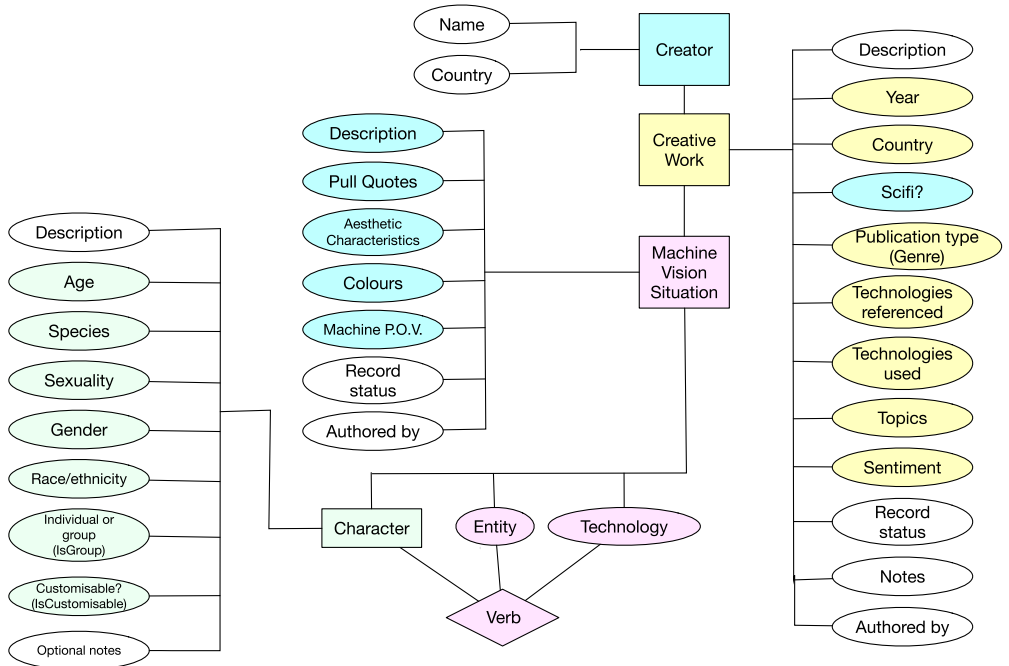 Name
Country
Creator
Creative
Work
Machine
Vision
Situation
Description
Year
Country
Scifi?
Publication type
(Genre)
Technologies
referenced
Technologies
used
Topics
Sentiment
Record
status
Notes
Authored by
Description
Pull Quotes
Aesthetic
Characteristics
Colours
Machine P.O.V.
Record
status
Authored by
Description
Age
Species
Sexuality
Gender
Race/ethnicity
Individual or
group
(IsGroup)
Customisable?
(IsCustomisable)
Optional notes
Character
Entity
Technology
Verb